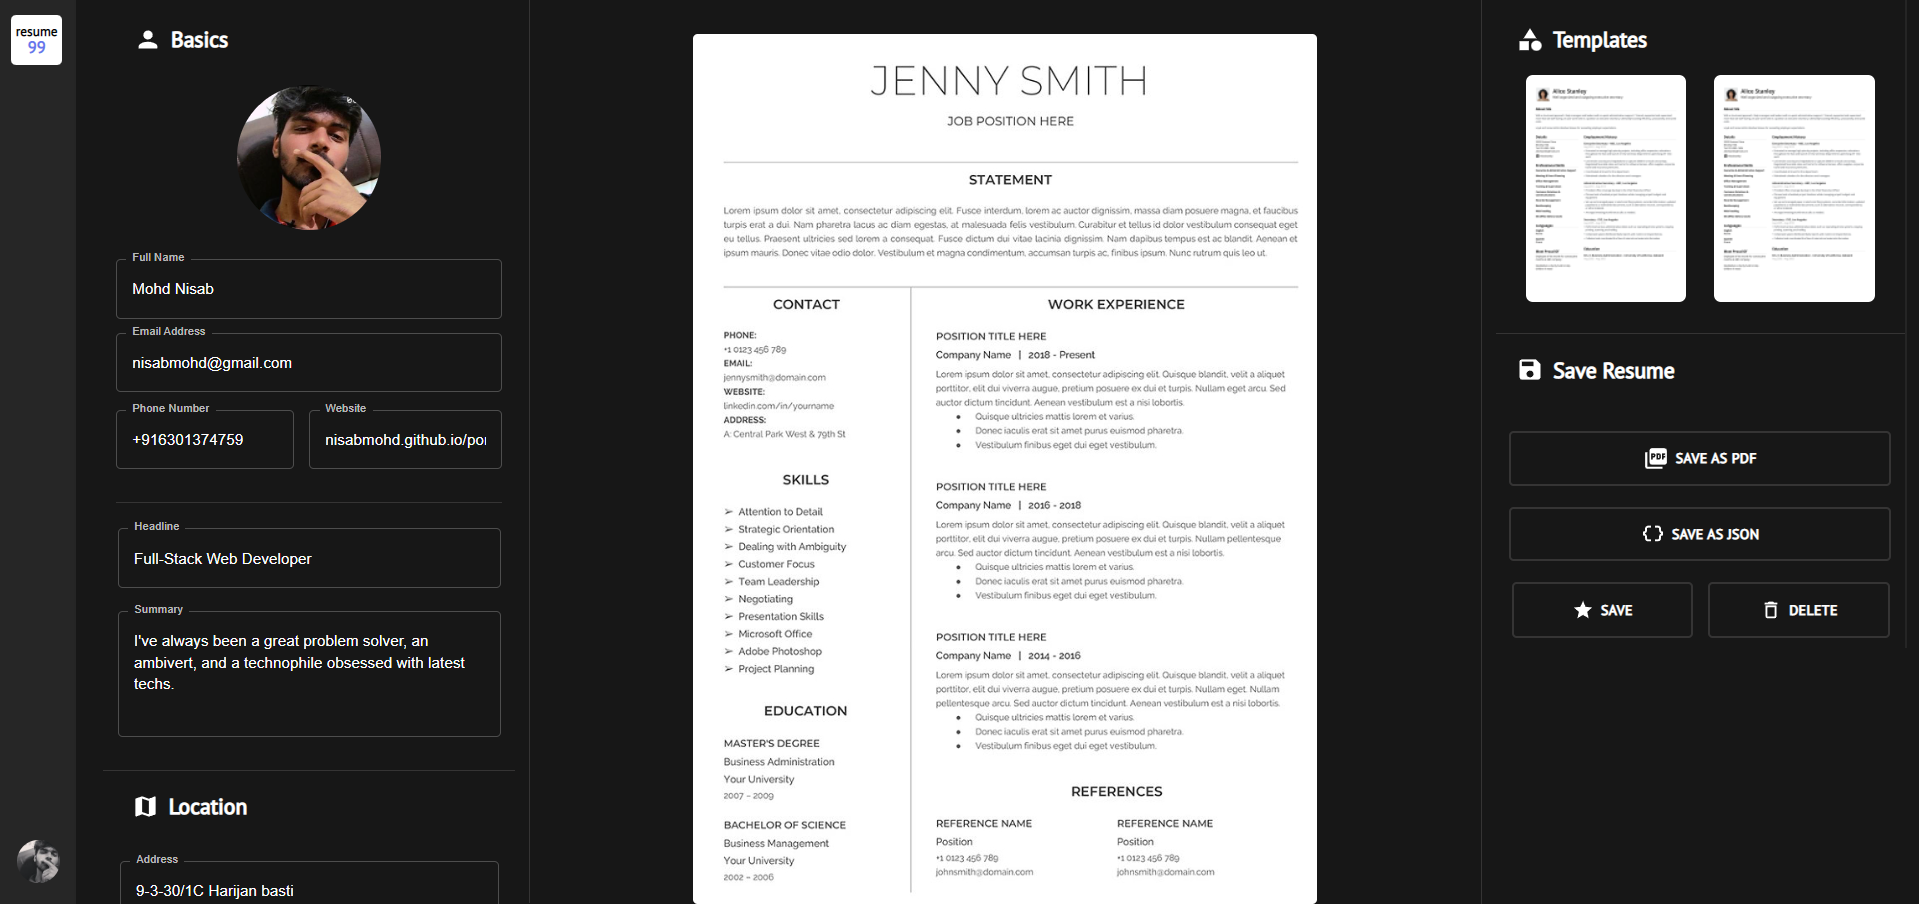 resume
99
Basics
Full Name
Mohd Nisab
Email Address
nisabmohd@gmail.com
Phone Number
+916301374759
Website
nisabmohd.github.io/por
Headline
Full-Stack Web Developer
Summary
I've always been a great problem solver, an
ambivert, and a technophile obsessed with latest
techs.
Location
Address
9-3-30/1C Harijan basti
JENNY SMITH
JOB POSITION HERE
STATEMENT
Lorem ipsum dolor sit amet, consectetur adipiscing elit. Fusce interdum, lorem ac auctor dignissim, massa diam posuere magna, et faucibus
turpis erat a dui. Nam pharetra lacus ac diam egestas, at malesuada felis vestibulum. Curabitur et tellus id dolor vestibulum consequat eget
eu tellus. Praesent ultricies sed lorem a consequat. Fusce dictum dui vitae lacinia dignissim. Nam dapibus tempus est ac blandit. Aenean et
ipsum mauris. Donec vitae odio dolor. Vestibulum et magna condimentum, accumsan turpis ac, finibus ipsum. Nunc rutrum quis leo ut.
CONTACT
PHONE:
+1 0123 456 789
EMAIL:
jennysmith@domain.com
WEBSITE:
linkedin.com/in/yourname
ADDRESS:
A: Central Park West & 79th St
SKILLS
➢ Attention to Detail
➢ Strategic Orientation
➢ Dealing with Ambiguity
➢ Customer Focus
➢ Team Leadership
➢ Negotiating
➢ Presentation Skills
➢ Microsoft Office
➢ Adobe Photoshop
➢ Project Planning
EDUCATION
MASTER'S DEGREE
Business Administration
Your University
2007 – 2009
BACHELOR OF SCIENCE
Business Management
Your University
2002 – 2006
WORK EXPERIENCE
POSITION TITLE HERE
Company Name | 2018 - Present
Lorem ipsum dolor sit amet, consectetur adipiscing elit. Quisque blandit, velit a aliquet
porttitor, elit dui viverra augue, pretium posuere ex dui et turpis. Nullam eget arcu. Sed
auctor dictum tincidunt. Aenean vestibulum est a nisi lobortis.
• Quisque ultricies mattis lorem et varius.
• Donec iaculis erat sit amet purus euismod pharetra.
• Vestibulum finibus eget dui eget vestibulum.
POSITION TITLE HERE
Company Name | 2016 - 2018
Lorem ipsum dolor sit amet, consectetur adipiscing elit. Quisque blandit, velit a aliquet
porttitor, elit dui viverra augue, pretium posuere ex dui et turpis. Nullam pellentesque
arcu. Sed auctor dictum tincidunt. Aenean vestibulum est a nisi lobortis.
• Quisque ultricies mattis lorem et varius.
• Donec iaculis erat sit amet purus euismod pharetra.
• Vestibulum finibus eget dui eget vestibulum.
POSITION TITLE HERE
Company Name | 2014 - 2016
Lorem ipsum dolor sit amet, consectetur adipiscing elit. Quisque blandit, velit a aliquet
porttitor, elit dui viverra augue, pretium posuere ex dui et turpis. Nullam eget. Nullam
pellentesque arcu. Sed auctor dictum tincidunt. Aenean vestibulum est a nisi lobortis.
• Quisque ultricies mattis lorem et varius.
• Donec iaculis erat sit amet purus euismod pharetra.
• Vestibulum finibus eget dui eget vestibulum.
REFERENCES
REFERENCE NAME
Position
+1 0123 456 789
johnsmith@domain.com
REFERENCE NAME
Position
+1 0123 456 789
johnsmith@domain.com
Templates
Alice Stanley
Alice Stanley
Save Resume
PDF SAVE AS PDF
SAVE AS JSON
SAVE
DELETE